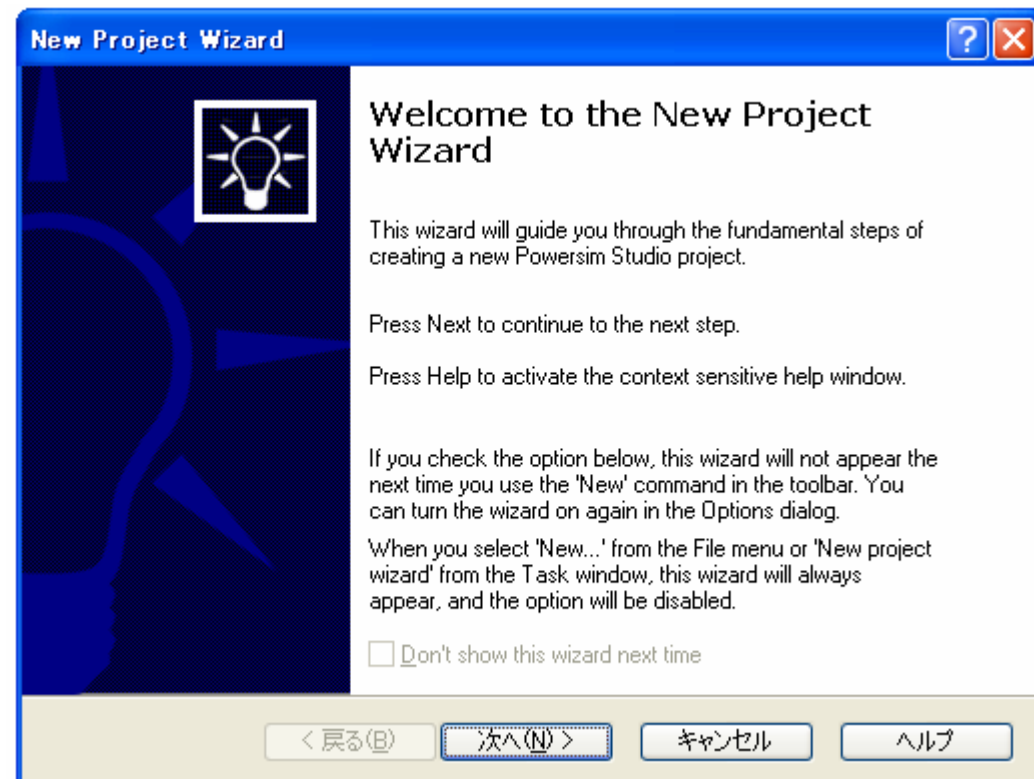 New Project Wizard
Welcome to the New Project
Wizard
This wizard will guide you through the fundamental steps of
creating a new Powersim Studio project.
Press Next to continue to the next step.
Press Help to activate the context sensitive help window.
If you check the option below, this wizard will not appear the
next time you use the 'New' command in the toolbar. You
can turn the wizard on again in the Options dialog.
When you select 'New...' from the File menu or 'New project
wizard' from the Task window, this wizard will always
appear, and the option will be disabled.
Don't show this wizard next time
< 戻る(B) 次へ(N) > キャンセル ヘルプ